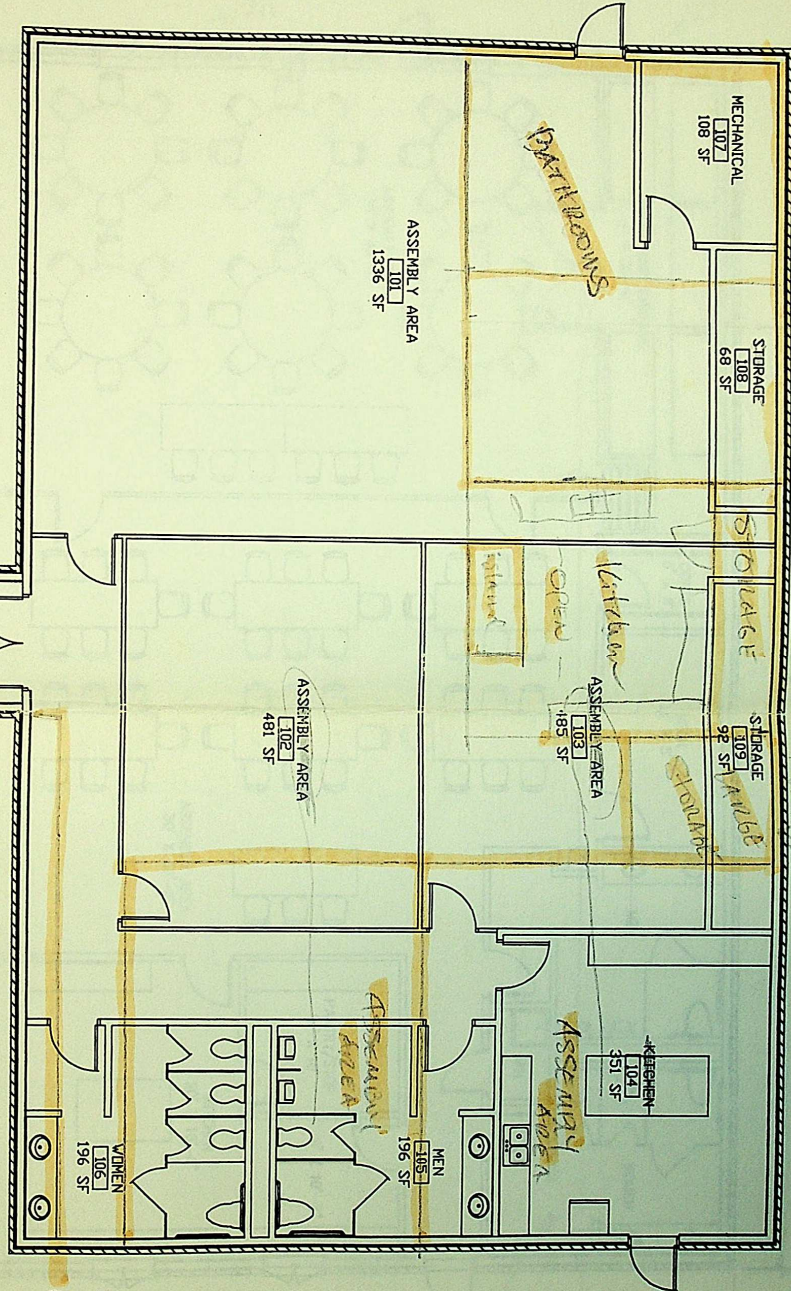 MECHANICAL
107
108 SF
BATHROOMS
STORAGE
108
68 SF
ASSEMBLY AREA
101
1336 SF
STORAGE
STORAGE
109
92 SF
LARGE
STORAGE
Kitchen
-OPEN-
island
ASSEMBLY AREA
103
485 SF
ASSEMBLY AREA
102
481 SF
KITCHEN
104
351 SF
ASSEMBLY
AREA
ASSEMBLY
AREA
MEN
105
196 SF
WOMEN
106
196 SF